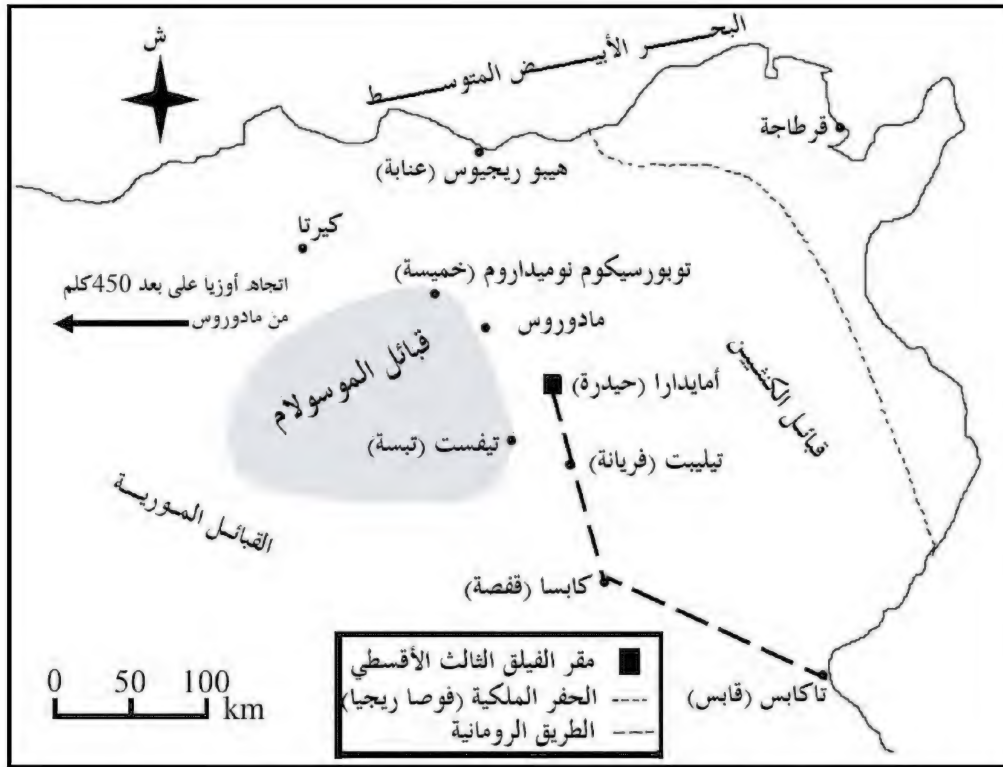 البحر الأبيض المتوسط
ش
قرطاجة
هيبو ريجيوس (عنابة)
كيرتا
توبورسيكوم نوميداروم (خميسة)
اتجاه أوزيا على بعد 450كلم
من مادوروس
مادوروس
قبائل الموسولام
أمايدارا (حيدرة)
قبائل الكنثيين
تيفست (تبسة)
تيليبت (فريانة)
القبائل المورية
كابسا (قفصة)
تاكابس (قابس)
مقر الفيلق الثالث الأقسطي
الحفر الملكية (فوصا ريجيا)
الطريق الرومانية
0 50 100
km